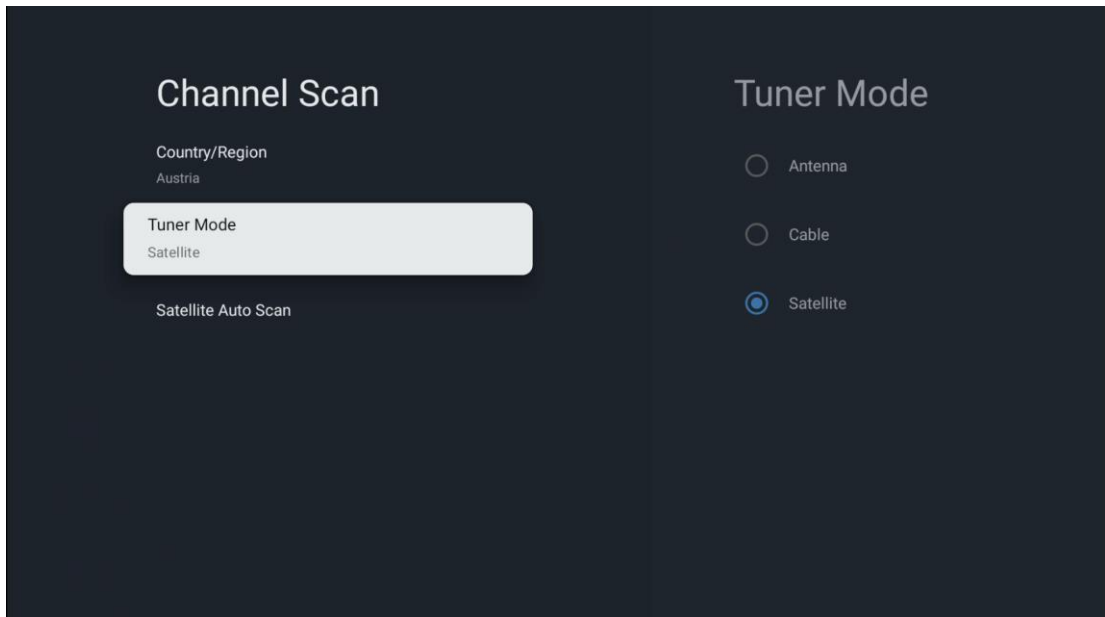 Channel Scan
Country/Region
Austria
Tuner Mode
Satellite
Satellite Auto Scan
Tuner Mode
Antenna
Cable
Satellite